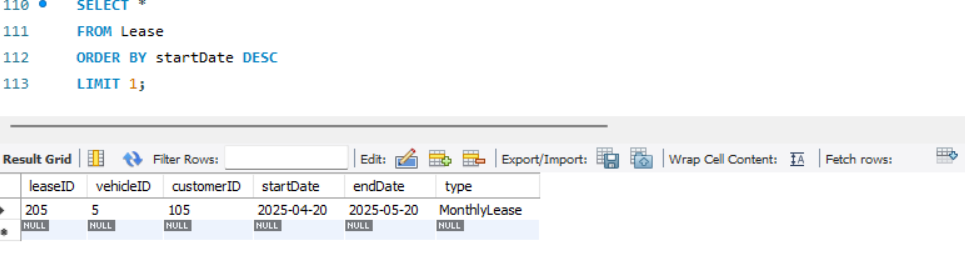 110 SELECT *
111 FROM Lease
112 ORDER BY startDate DESC
113 LIMIT 1;
Result Grid Filter Rows: Edit: Export/Import: Wrap Cell Content: IA Fetch rows:
leaseID vehicleID customerID startDate endDate type
205 5 105 2025-04-20 2025-05-20 MonthlyLease
NULL NULL NULL NULL NULL NULL